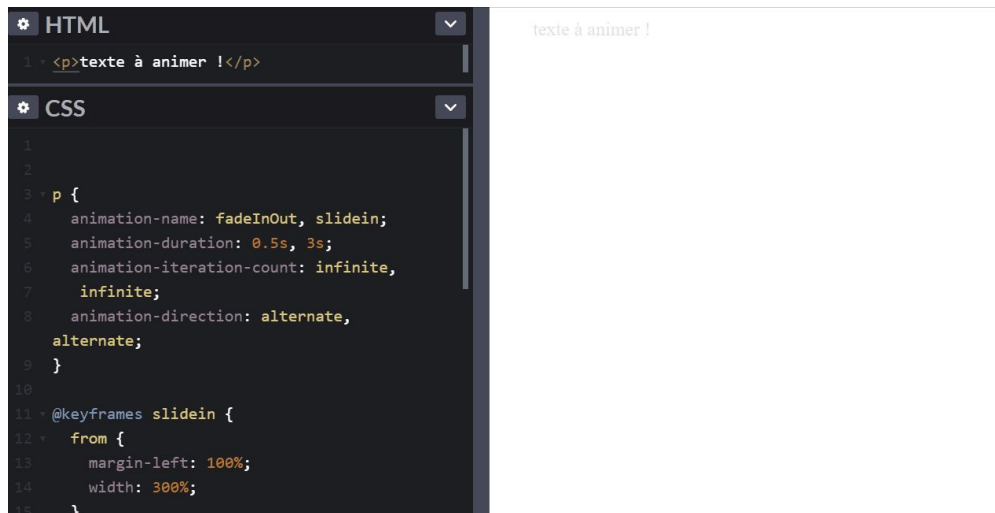 HTML
1 <p>texte à animer !</p>
CSS
1
2
3 p {
4 animation-name: fadeInOut, slidein;
5 animation-duration: 0.5s, 3s;
6 animation-iteration-count: infinite,
7 infinite;
8 animation-direction: alternate,
alternate;
9 }
10
11 @keyframes slidein {
12 from {
13 margin-left: 100%;
14 width: 300%;
15 }
texte à animer !